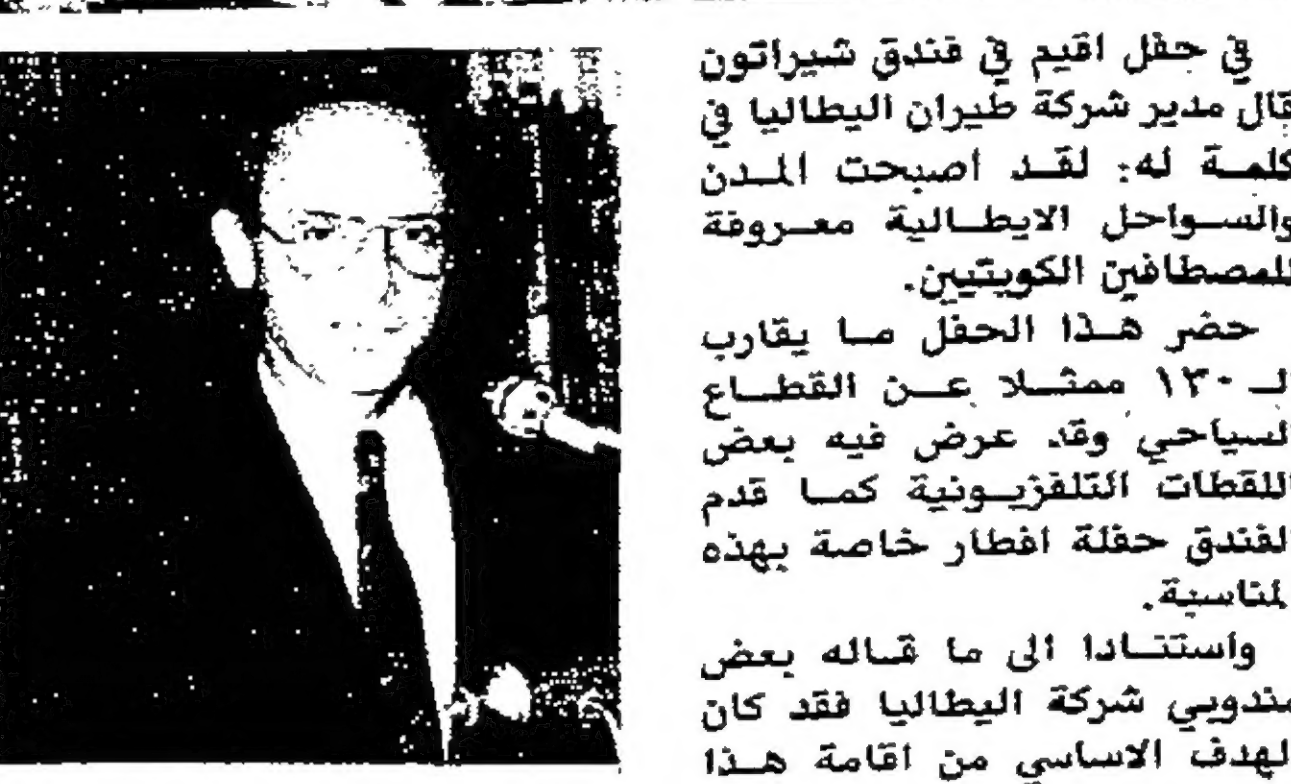 في حفل اقيم في فندق شيراتون
قال مدير شركة طيران اليطاليا في
كلمة له: لقد اصبحت المدن
والسواحل الايطالية معروفة
للمصطافين الكويتيين.
حضر هذا الحفل ما يقارب
الـ ١٣٠ ممثلا عن القطاع
السياحي وقد عرض فيه بعض
اللقطات التلفزيونية كما قدم
الفندق حفلة افطار خاصة بهذه
المناسبة.
واستنادا الى ما قاله بعض
مندوبي شركة اليطاليا فقد كان
الهدف الاساسي من اقامة هذا